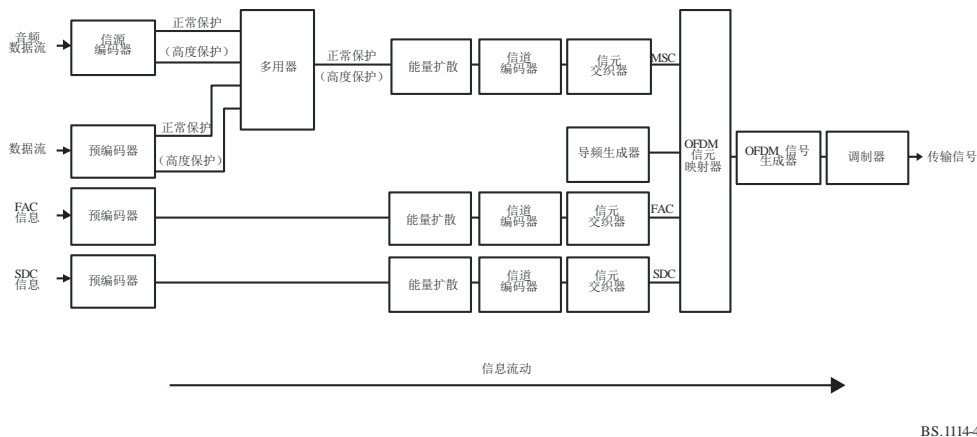 音频
数据流
信源
编码器
正常保护
（高度保护）
多用器
正常保护
（高度保护）
能量扩散
信道
编码器
信元
交织器
MSC
数据流
预编码器
正常保护
（高度保护）
导频生成器
OFDM
信元
映射器
OFDM 信号
生成器
调制器
传输信号
FAC
信息
预编码器
能量扩散
信道
编码器
信元
交织器
FAC
SDC
信息
预编码器
能量扩散
信道
编码器
信元
交织器
SDC
信息流动
BS.1114-4